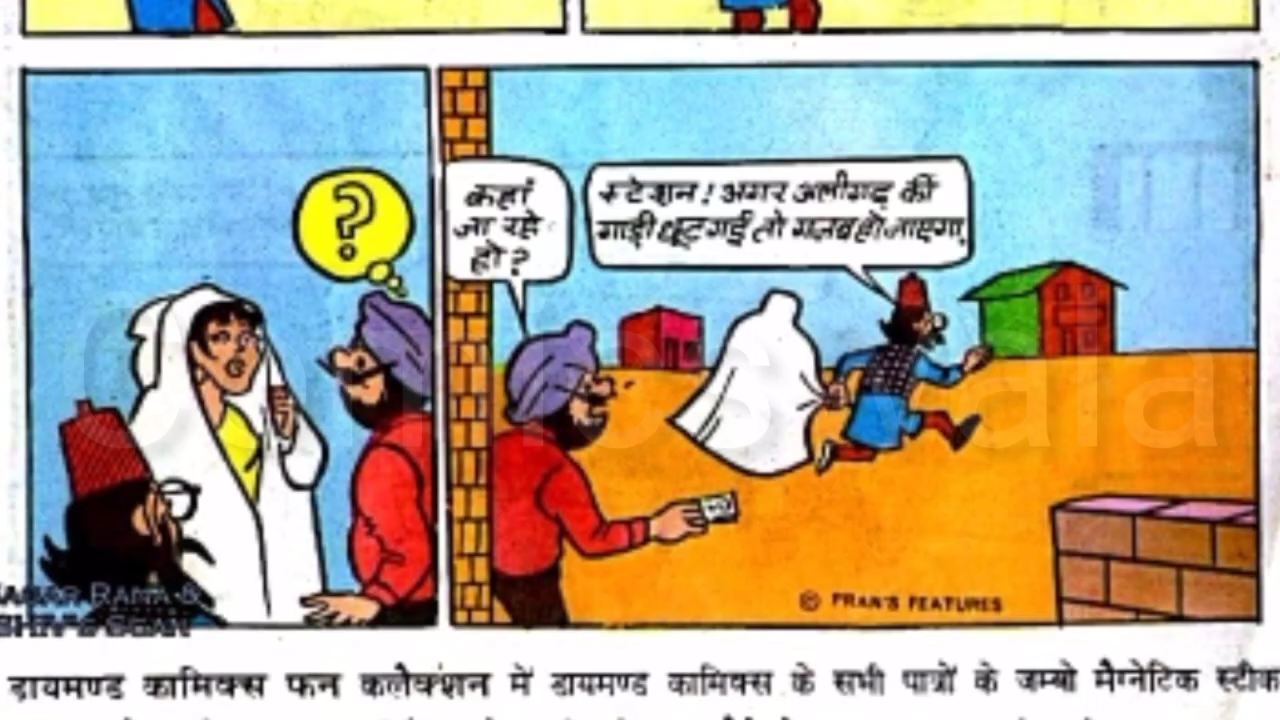 ?
कहां
जा रहे
हो?
स्टेशन! अगर अलीगढ़ की
गाड़ी छूट गई तो गजब हो जाएगा.
© PRAN'S FEATURES
डायमण्ड कामिक्स फन कलैक्शन में डायमण्ड कामिक्स के सभी पात्रों के जम्बो मैग्नेटिक स्टीक